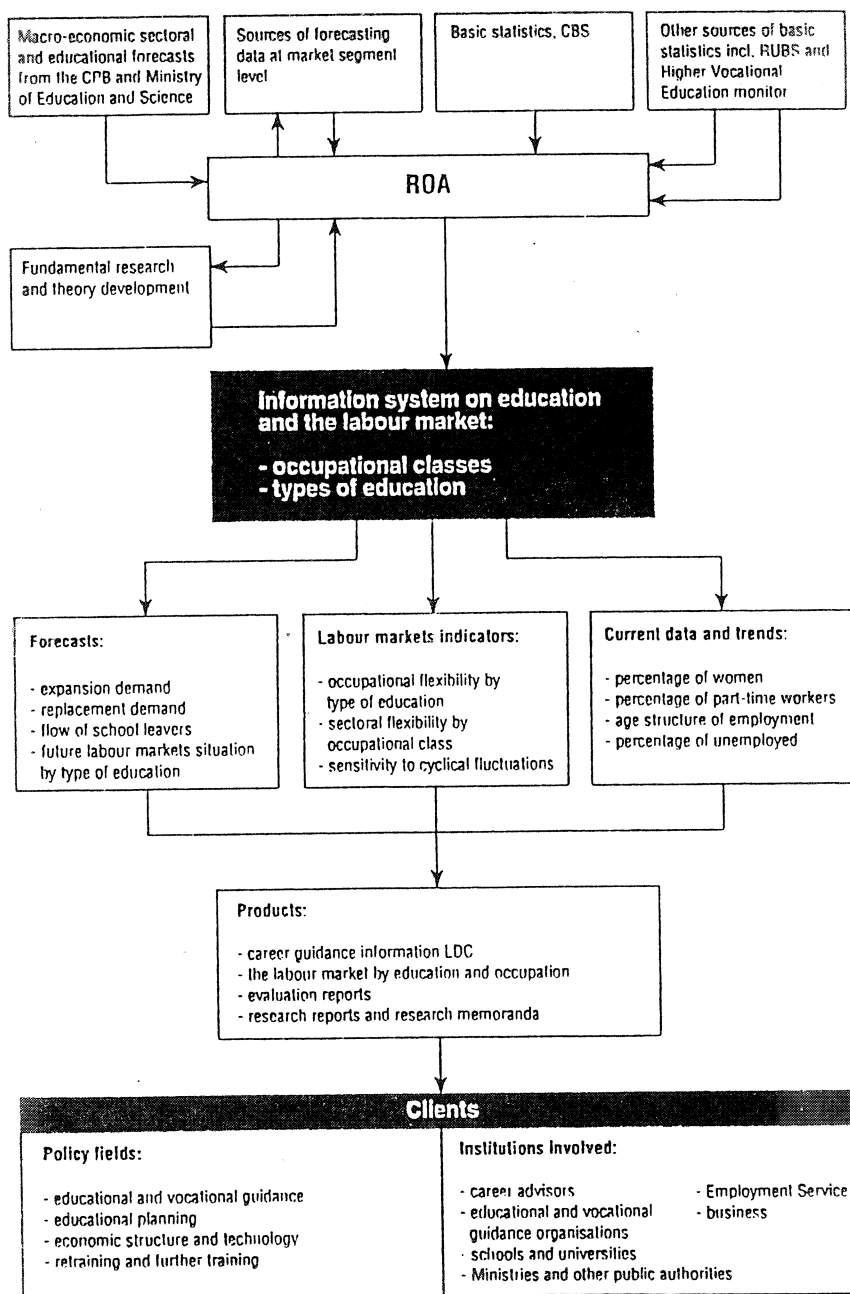 Macro-economic sectoral
and educational forecasts
from the CPB and Ministry
of Education and Science
Sources of forecasting
data at market segment
level
Basic statistics, CBS
Other sources of basic
statistics incl. RUBS and
Higher Vocational
Education monitor
ROA
Fundamental research
and theory development
Information system on education
and the labour market:
- occupational classes
- types of education
Forecasts:
- expansion demand
- replacement demand
- flow of school leavers
- future labour markets situation
by type of education
Labour markets indicators:
- occupational flexibility by
type of education
- sectoral flexibility by
occupational class
- sensitivity to cyclical fluctuations
Current data and trends:
- percentage of women
- percentage of part-time workers
- age structure of employment
- percentage of unemployed
Products:
- career guidance information LDC
- the labour market by education and occupation
- evaluation reports
- research reports and research memoranda
Clients
Policy fields:
- educational and vocational guidance
- educational planning
- economic structure and technology
- retraining and further training
Institutions involved:
- career advisors
- educational and vocational
guidance organisations
- schools and universities
- Ministries and other public authorities
- Employment Service
- business